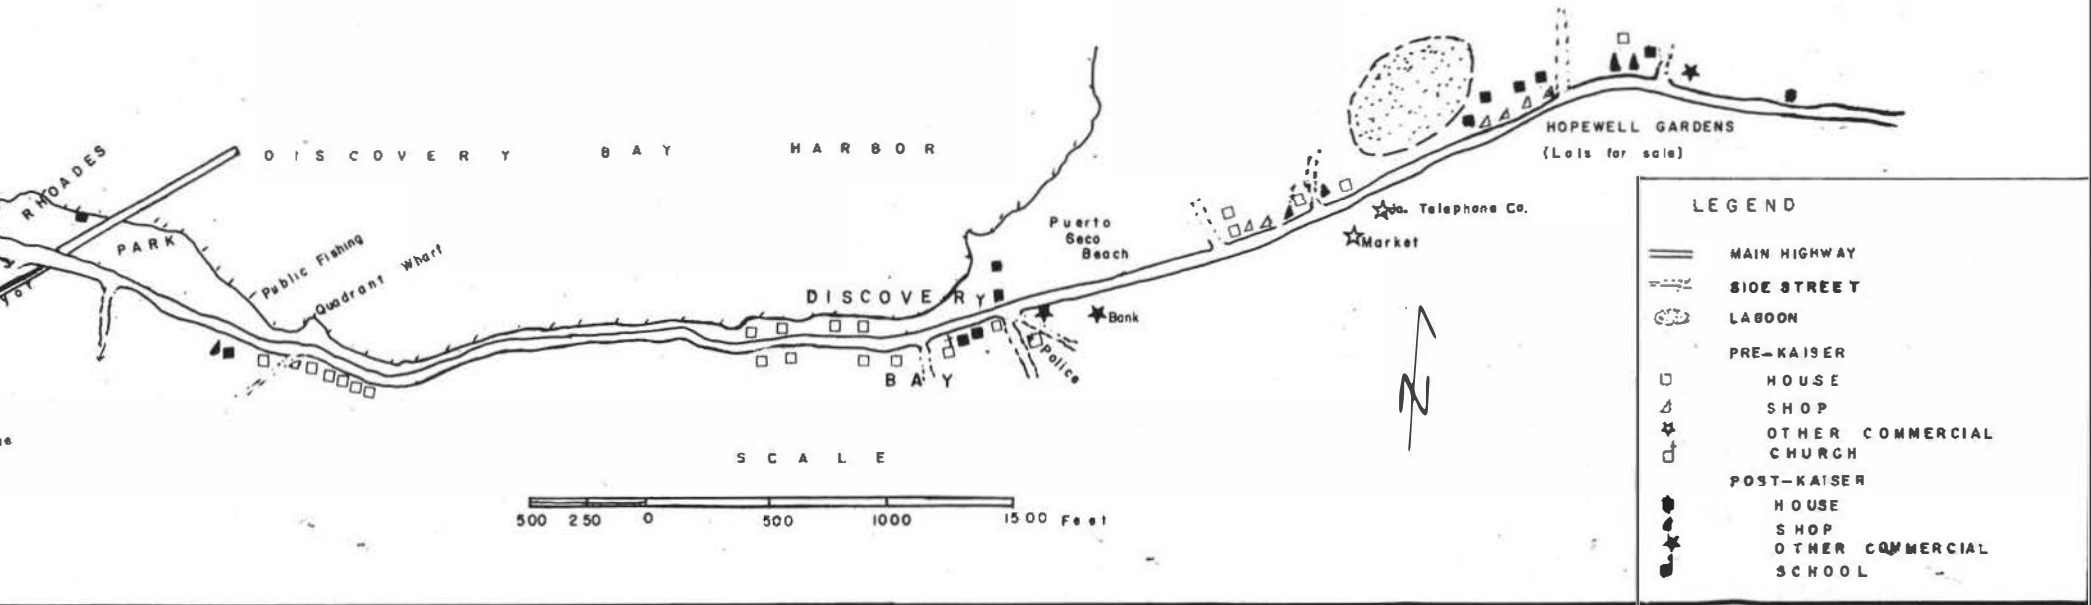 RHOADES
PARK
DISCOVERY BAY HARBOR
Public Fishing
Quadrant Wharf
DISCOVERY
BAY
Puerto
Seco
Beach
Police
Bank
Ja. Telephone Co.
Market
HOPEWELL GARDENS
(Lots for sale)
SCALE
500 250 0 500 1000 1500 Feet
N
LEGEND
MAIN HIGHWAY
SIDE STREET
LAGOON
PRE-KAISER
HOUSE
SHOP
OTHER COMMERCIAL
CHURCH
POST-KAISER
HOUSE
SHOP
OTHER COMMERCIAL
SCHOOL